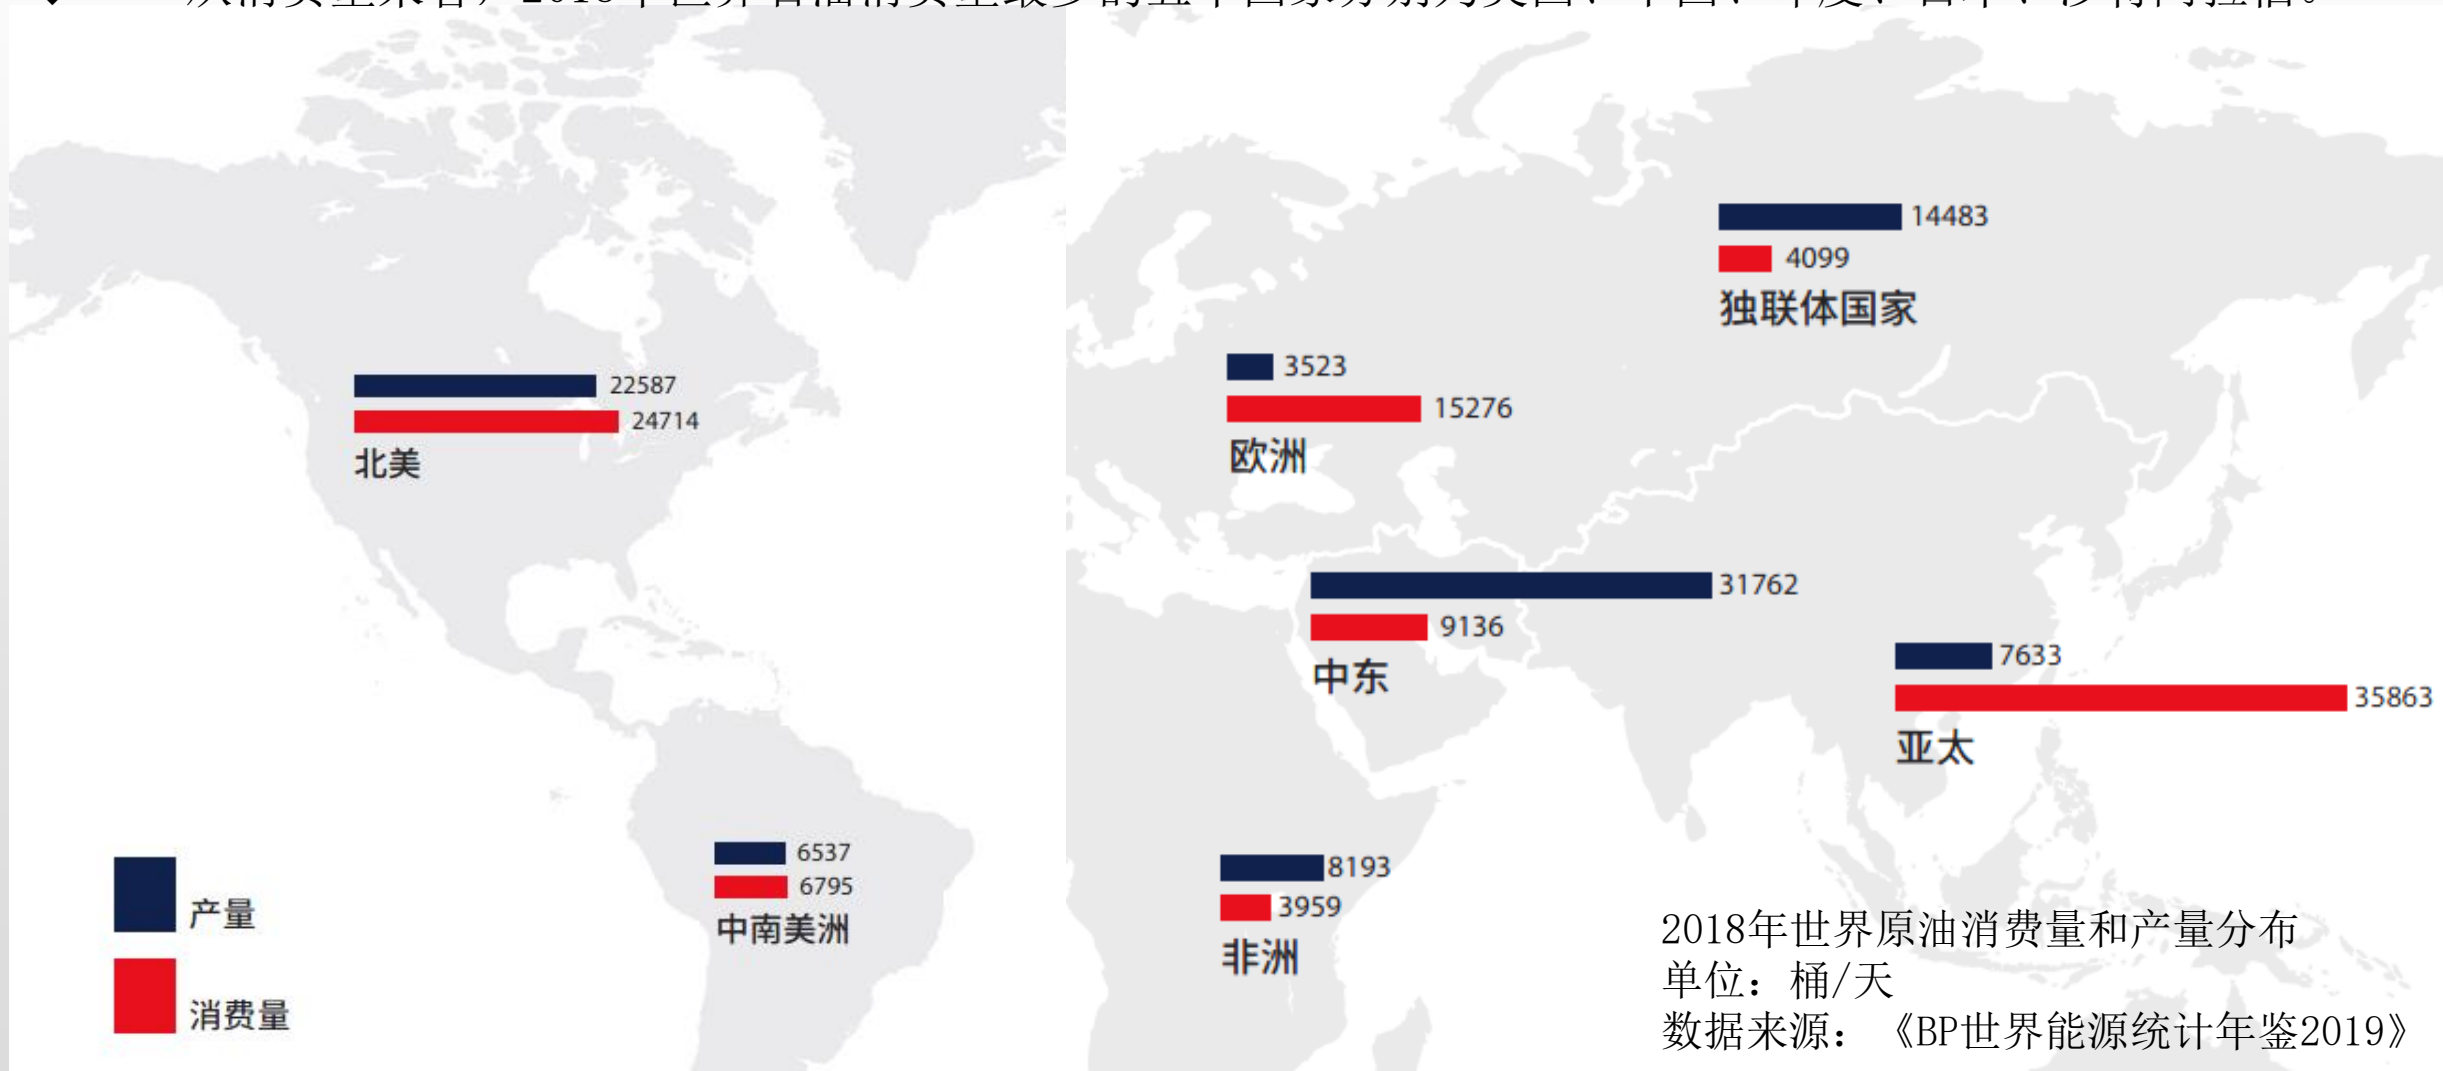 14483
4099
独联体国家
3523
15276
欧洲
22587
24714
北美
31762
9136
中东
7633
35863
亚太
6537
6795
中南美洲
8193
3959
非洲
产量
消费量
2018年世界原油消费量和产量分布
单位：桶/天
数据来源：《BP世界能源统计年鉴2019》